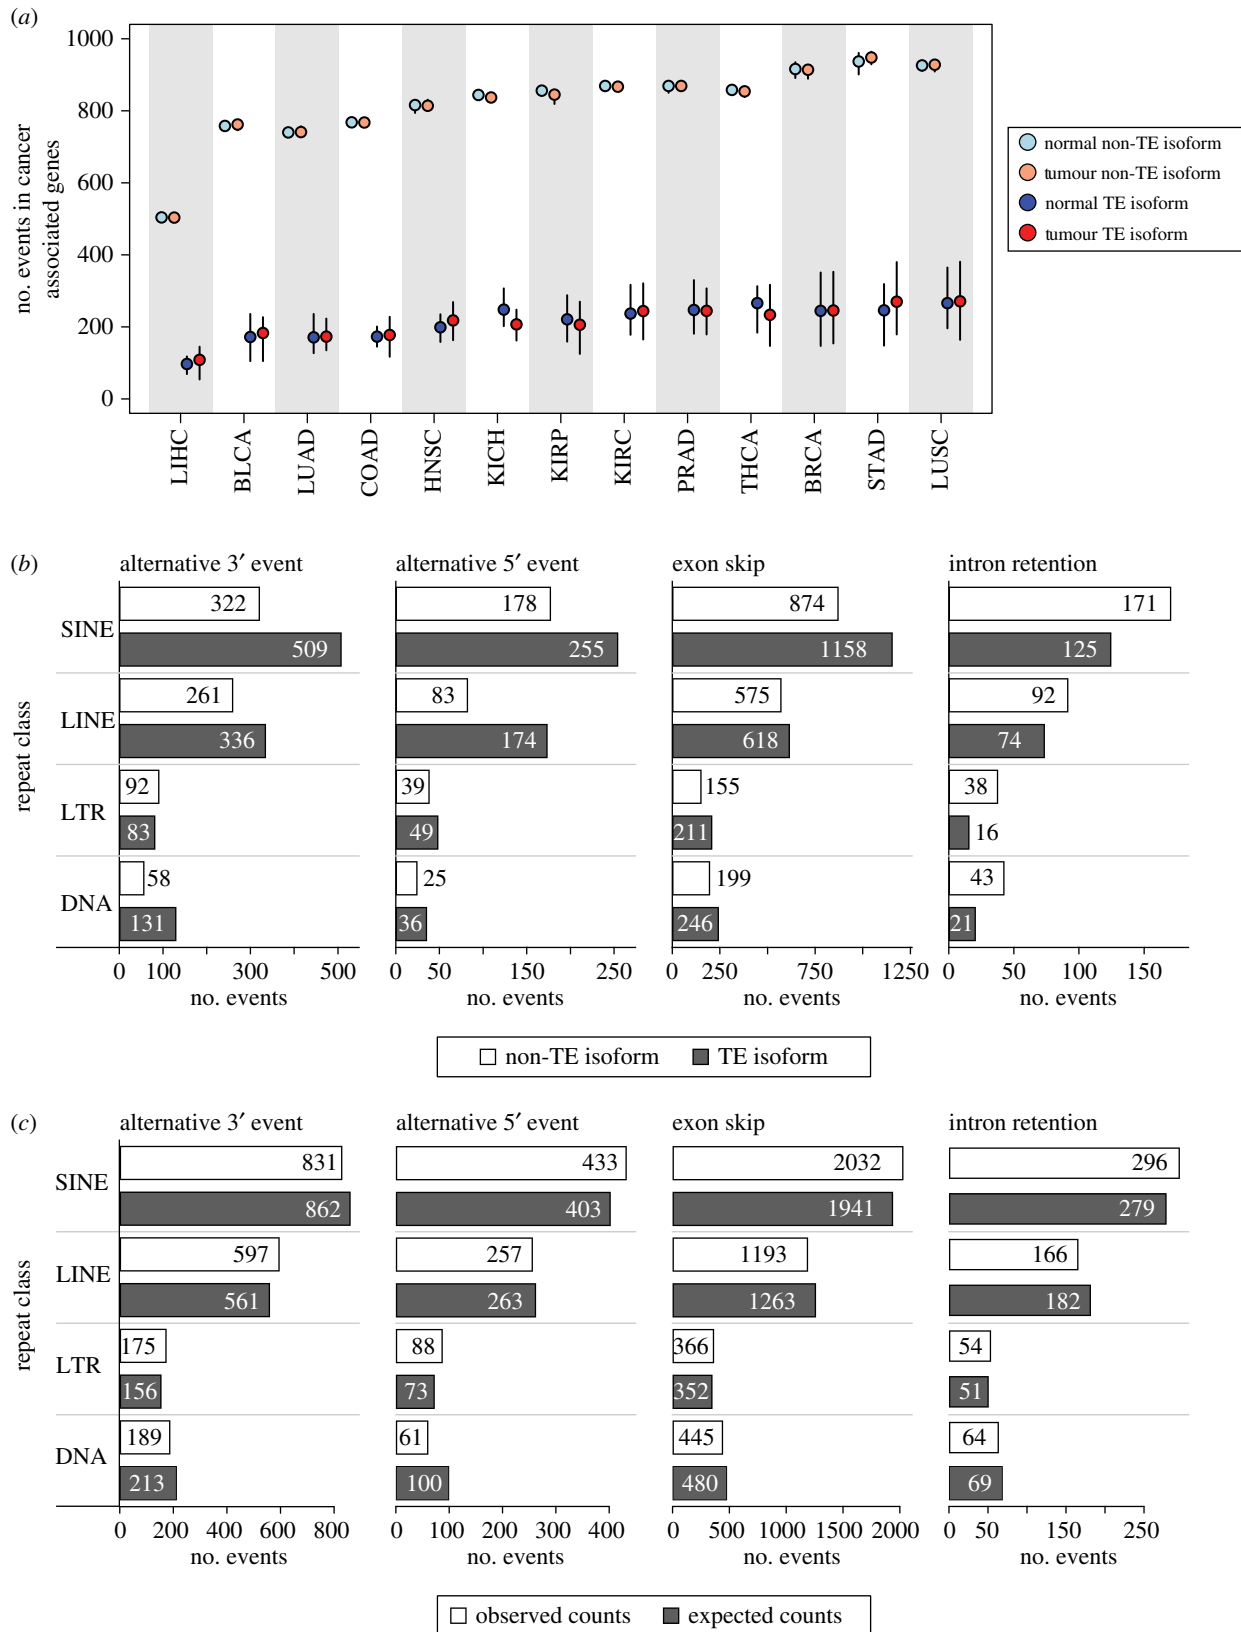 (a)
1000
800
600
400
200
0
no. events in cancer
associated genes
normal non-TE isoform
tumour non-TE isoform
normal TE isoform
tumour TE isoform
LIHC
BLCA
LUAD
COAD
HNSC
KICH
KIRP
KIRC
PRAD
THCA
BRCA
STAD
LUSC
(b)
alternative 3′ event
alternative 5′ event
exon skip
intron retention
repeat class
SINE
322
178
874
171
509
255
1158
125
LINE
261
83
575
92
336
174
618
74
LTR
92
39
155
38
83
49
211
16
DNA
58
25
199
43
131
36
246
21
0 100 300 500
0 50 150 250
0 250 750 1250
0 50 100 150
no. events
no. events
no. events
no. events
non-TE isoform
TE isoform
(c)
alternative 3′ event
alternative 5′ event
exon skip
intron retention
repeat class
SINE
831
433
2032
296
862
403
1941
279
LINE
597
257
1193
166
561
263
1263
182
LTR
175
88
366
54
156
73
352
51
DNA
189
61
445
64
213
100
480
69
0 200 400 600 800
0 100 200 300 400
0 500 1000 1500 2000
0 50 150 250
no. events
no. events
no. events
no. events
observed counts
expected counts